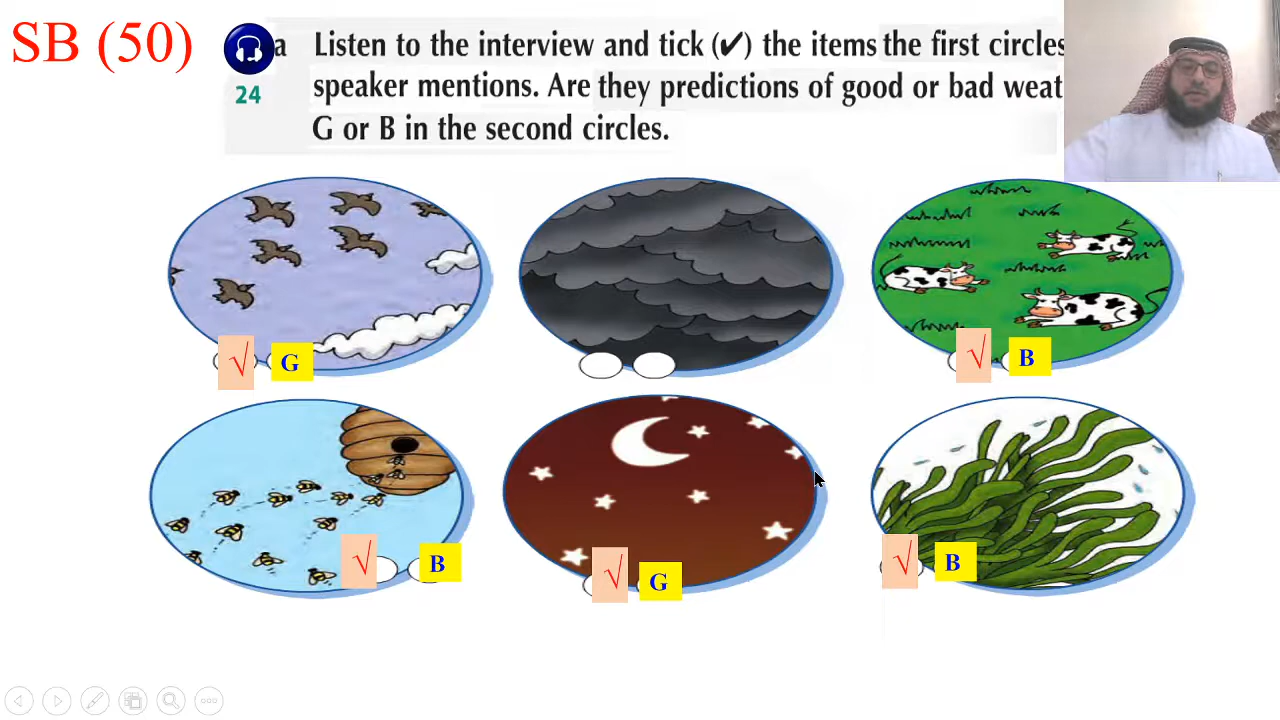 SB (50)
a Listen to the interview and tick (✓) the items the first circles
24 speaker mentions. Are they predictions of good or bad weat
G or B in the second circles.
√ G
√ B
√ B
√ G
√ B